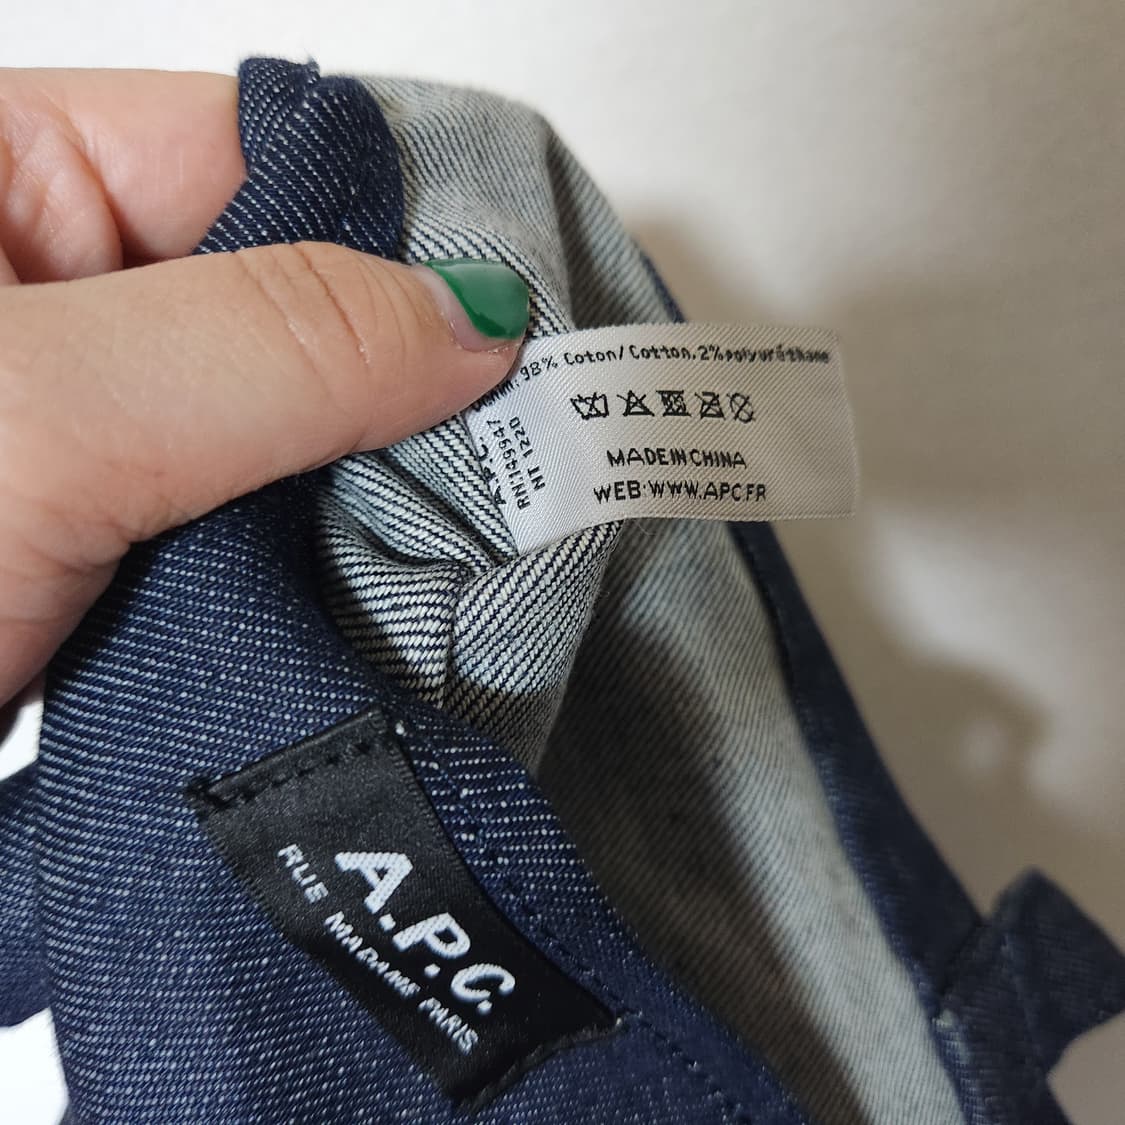 98% Coton/Cotton, 2% polyuréthane
A.P.C
RN:149947
NT 1220
MADE IN CHINA
WEB:WWW.APC.FR
A.P.C.
RUE MADAME PARIS